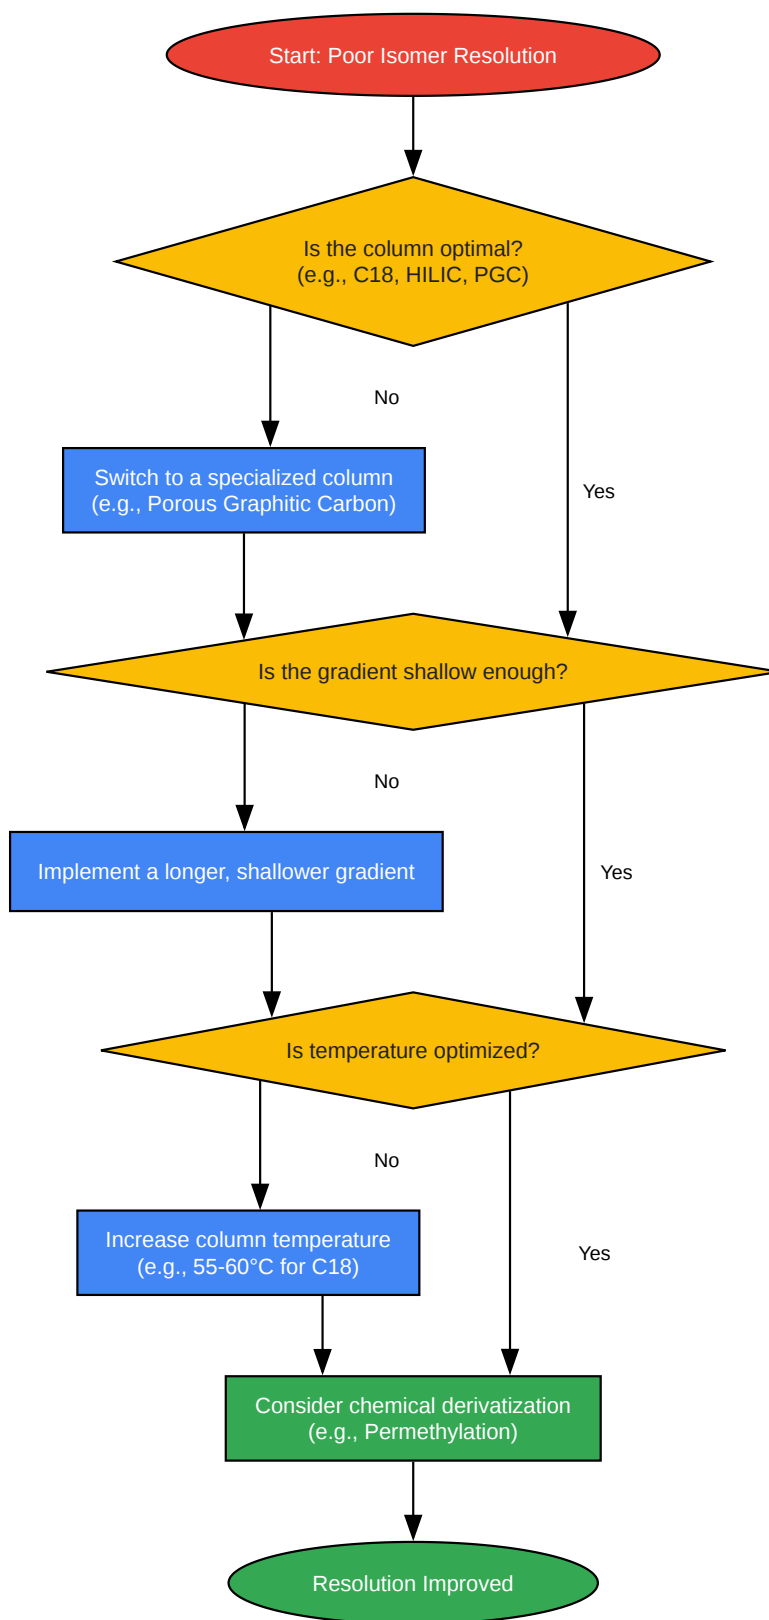 Start: Poor Isomer Resolution
Is the column optimal?
(e.g., C18, HILIC, PGC)
No
Switch to a specialized column
(e.g., Porous Graphitic Carbon)
Yes
Is the gradient shallow enough?
No
Implement a longer, shallower gradient
Yes
Is temperature optimized?
No
Increase column temperature
(e.g., 55-60°C for C18)
Yes
Consider chemical derivatization
(e.g., Permethylation)
Resolution Improved